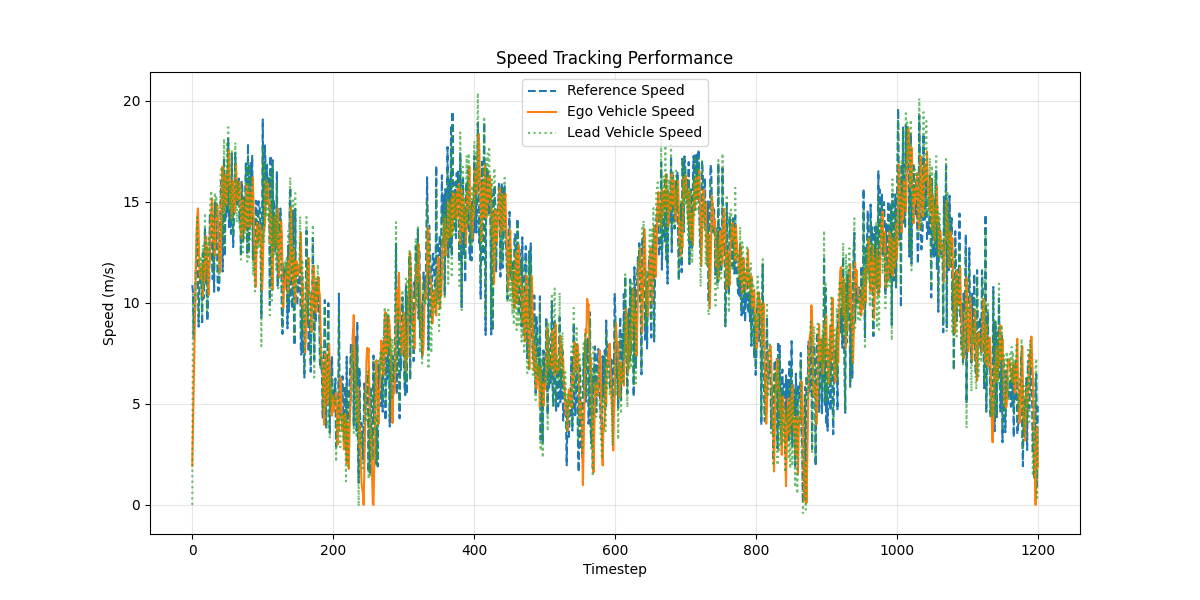 Speed Tracking Performance
Reference Speed
Ego Vehicle Speed
Lead Vehicle Speed
Speed (m/s)
20
15
10
5
0
0 200 400 600 800 1000 1200
Timestep